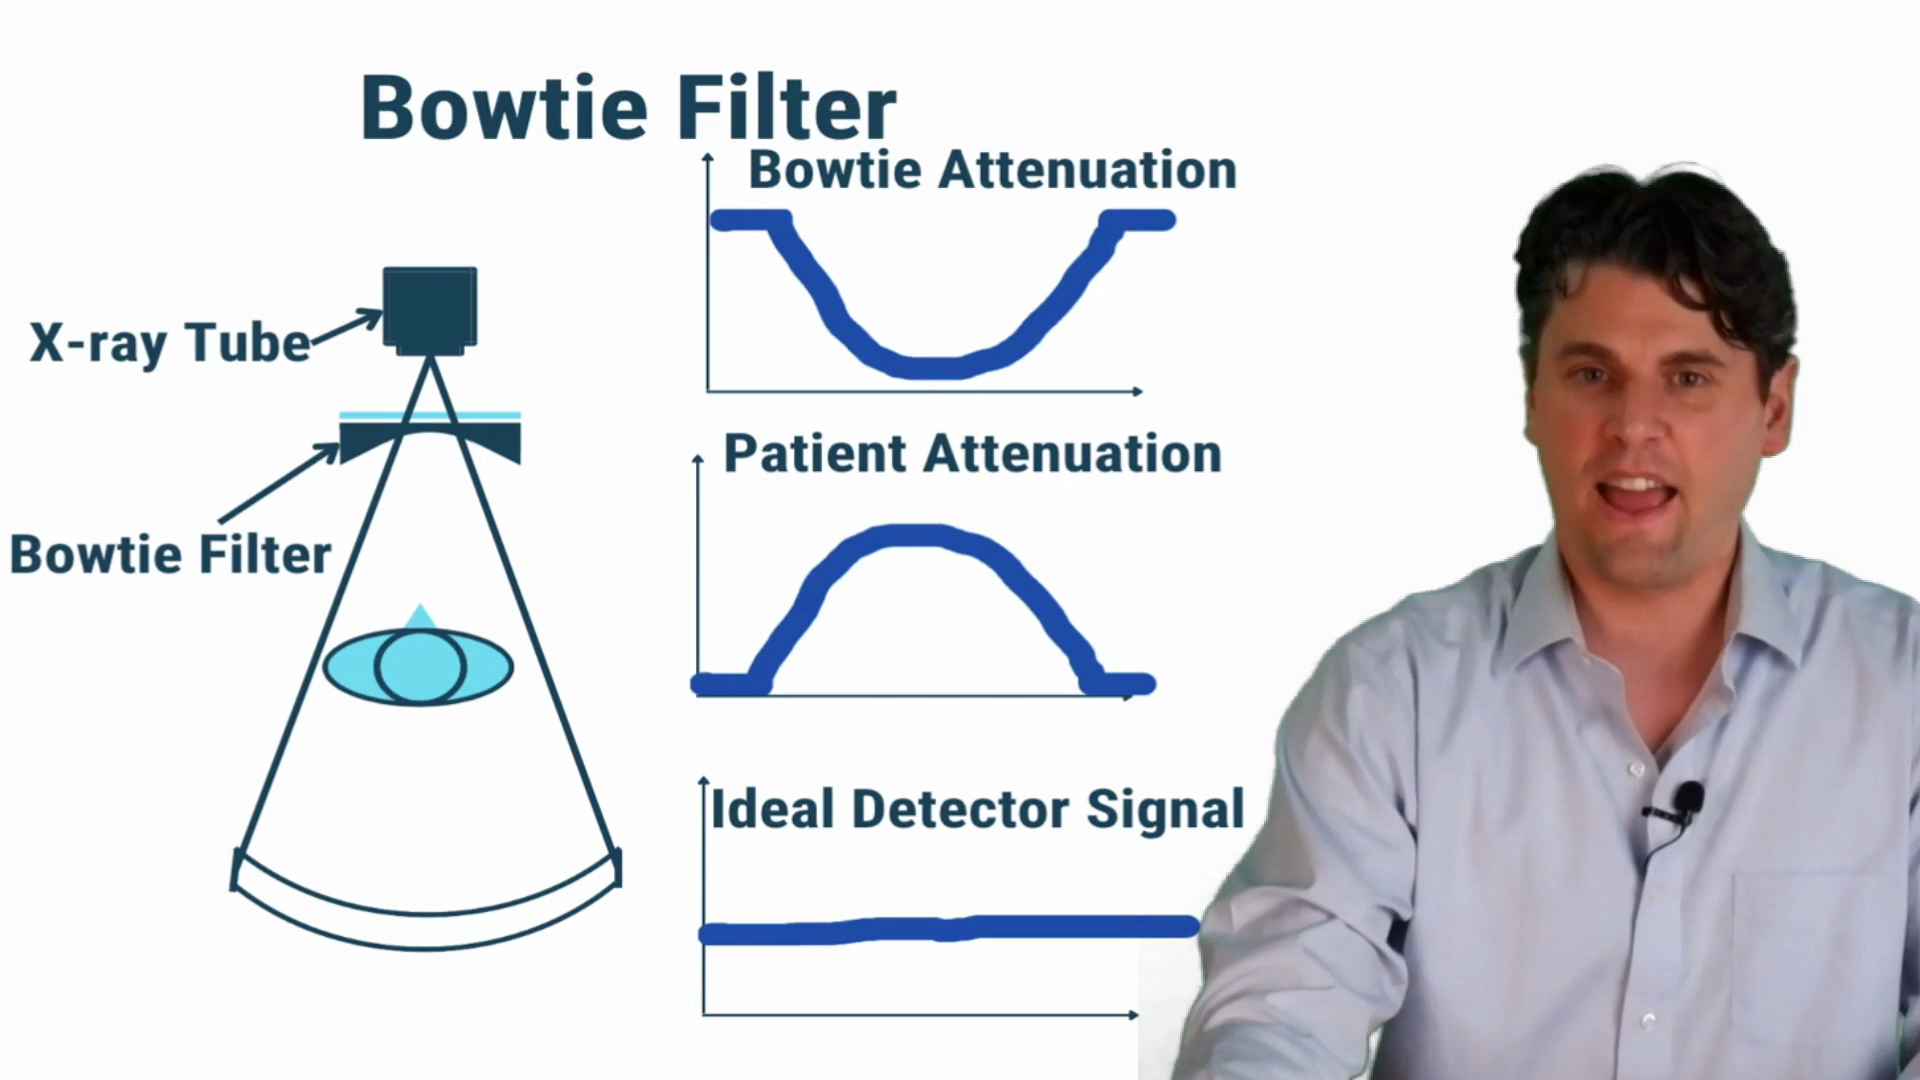 Bowtie Filter
Bowtie Attenuation
X-ray Tube
Patient Attenuation
Bowtie Filter
Ideal Detector Signal